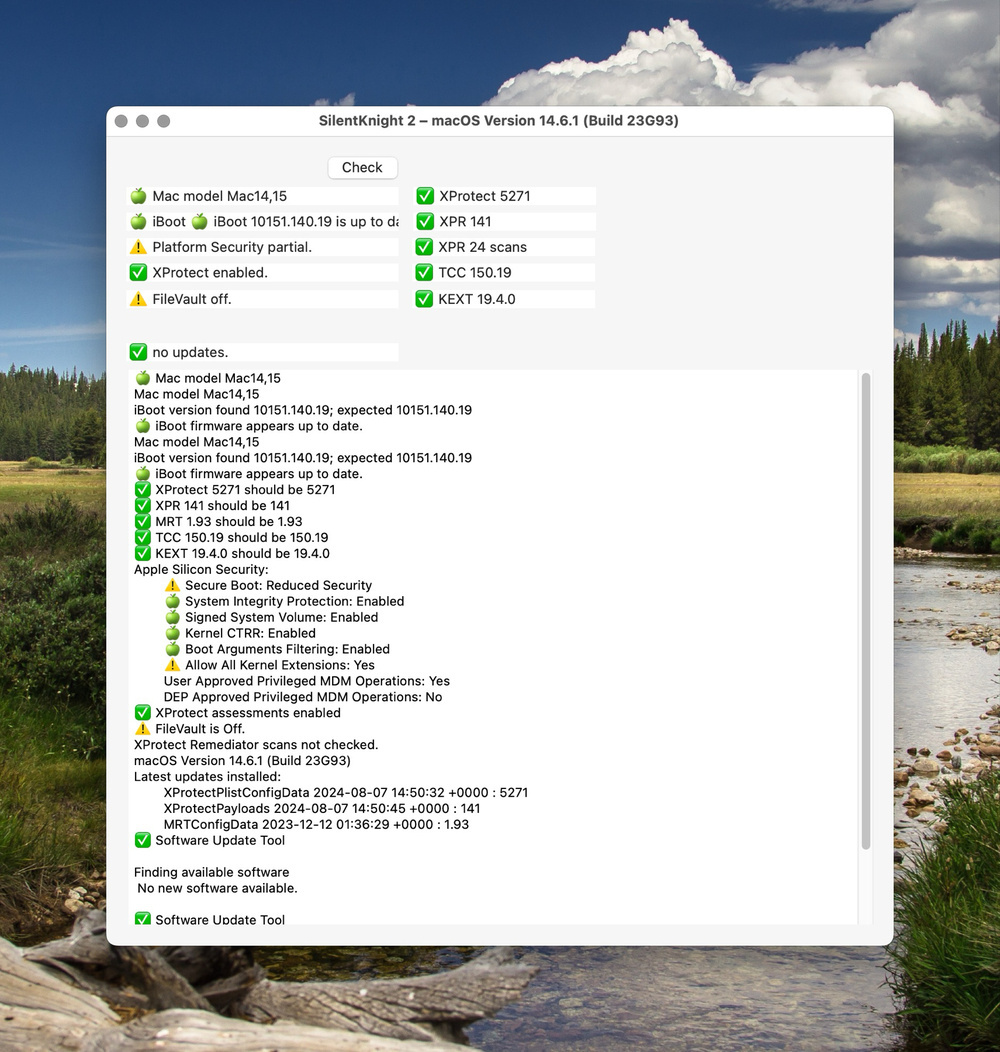 SilentKnight 2 – macOS Version 14.6.1 (Build 23G93)
Check
🍏 Mac model Mac14,15
🍏 iBoot 🍏 iBoot 10151.140.19 is up to da
⚠️ Platform Security partial.
✅ XProtect enabled.
⚠️ FileVault off.
✅ XProtect 5271
✅ XPR 141
✅ XPR 24 scans
✅ TCC 150.19
✅ KEXT 19.4.0
✅ no updates.
🍏 Mac model Mac14,15
Mac model Mac14,15
iBoot version found 10151.140.19; expected 10151.140.19
🍏 iBoot firmware appears up to date.
Mac model Mac14,15
iBoot version found 10151.140.19; expected 10151.140.19
🍏 iBoot firmware appears up to date.
✅ XProtect 5271 should be 5271
✅ XPR 141 should be 141
✅ MRT 1.93 should be 1.93
✅ TCC 150.19 should be 150.19
✅ KEXT 19.4.0 should be 19.4.0
Apple Silicon Security:
⚠️ Secure Boot: Reduced Security
🍏 System Integrity Protection: Enabled
🍏 Signed System Volume: Enabled
🍏 Kernel CTRR: Enabled
🍏 Boot Arguments Filtering: Enabled
⚠️ Allow All Kernel Extensions: Yes
User Approved Privileged MDM Operations: Yes
DEP Approved Privileged MDM Operations: No
✅ XProtect assessments enabled
⚠️ FileVault is Off.
XProtect Remediator scans not checked.
macOS Version 14.6.1 (Build 23G93)
Latest updates installed:
XProtectPlistConfigData 2024-08-07 14:50:32 +0000 : 5271
XProtectPayloads 2024-08-07 14:50:45 +0000 : 141
MRTConfigData 2023-12-12 01:36:29 +0000 : 1.93
✅ Software Update Tool
Finding available software
No new software available.
✅ Software Update Tool